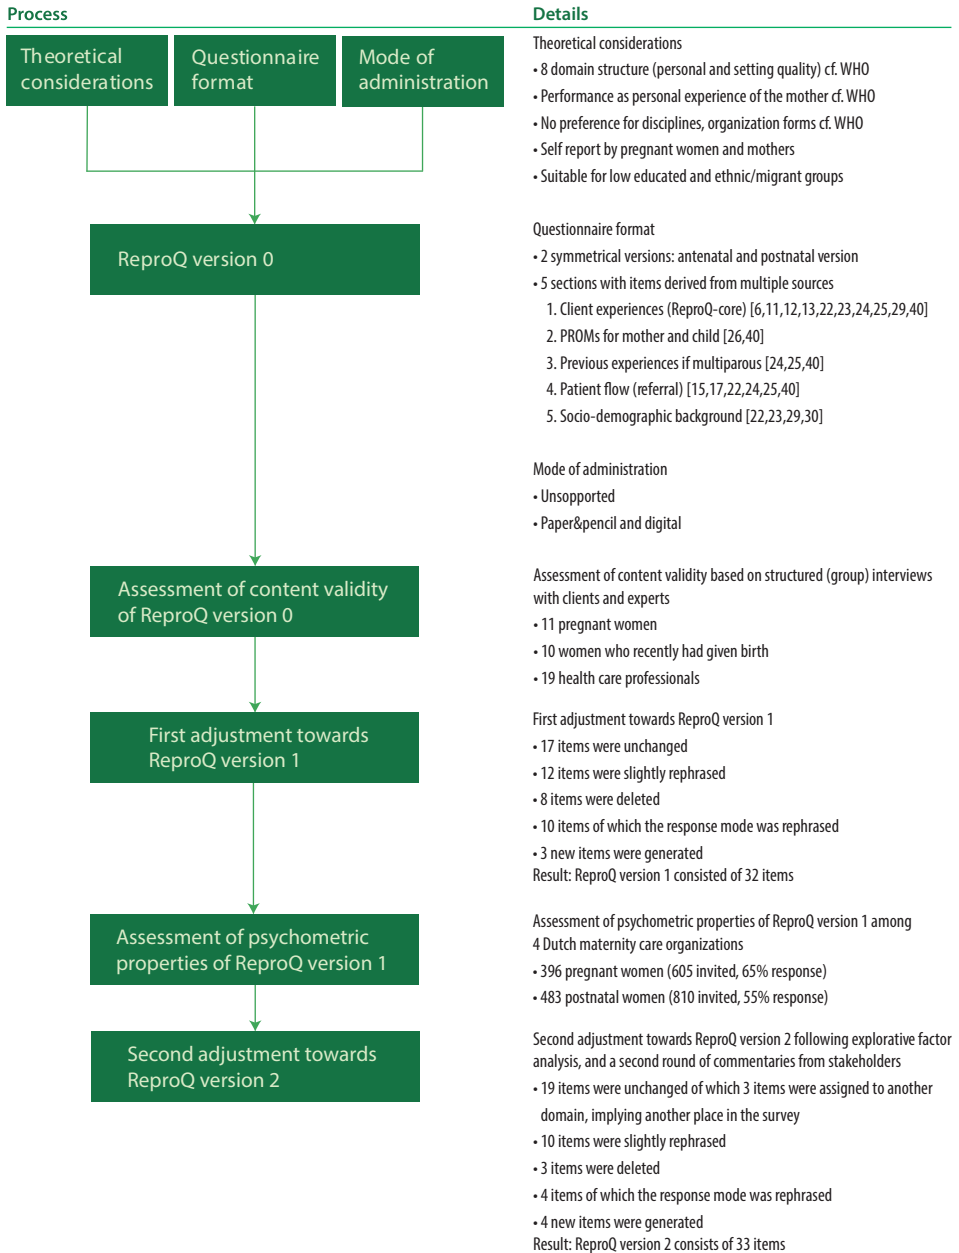 Process
Details
Theoretical
considerations
Questionnaire
format
Mode of
administration
ReproQ version 0
Assessment of content validity
of ReproQ version 0
First adjustment towards
ReproQ version 1
Assessment of psychometric
properties of ReproQ version 1
Second adjustment towards
ReproQ version 2
Theoretical considerations
• 8 domain structure (personal and setting quality) cf. WHO
• Performance as personal experience of the mother cf. WHO
• No preference for disciplines, organization forms cf. WHO
• Self report by pregnant women and mothers
• Suitable for low educated and ethnic/migrant groups
Questionnaire format
• 2 symmetrical versions: antenatal and postnatal version
• 5 sections with items derived from multiple sources
1. Client experiences (ReproQ-core) [6,11,12,13,22,23,24,25,29,40]
2. PROMs for mother and child [26,40]
3. Previous experiences if multiparous [24,25,40]
4. Patient flow (referral) [15,17,22,24,25,40]
5. Socio-demographic background [22,23,29,30]
Mode of administration
• Unsopported
• Paper&pencil and digital
Assessment of content validity based on structured (group) interviews
with clients and experts
• 11 pregnant women
• 10 women who recently had given birth
• 19 health care professionals
First adjustment towards ReproQ version 1
• 17 items were unchanged
• 12 items were slightly rephrased
• 8 items were deleted
• 10 items of which the response mode was rephrased
• 3 new items were generated
Result: ReproQ version 1 consisted of 32 items
Assessment of psychometric properties of ReproQ version 1 among
4 Dutch maternity care organizations
• 396 pregnant women (605 invited, 65% response)
• 483 postnatal women (810 invited, 55% response)
Second adjustment towards ReproQ version 2 following explorative factor
analysis, and a second round of commentaries from stakeholders
• 19 items were unchanged of which 3 items were assigned to another
domain, implying another place in the survey
• 10 items were slightly rephrased
• 3 items were deleted
• 4 items of which the response mode was rephrased
• 4 new items were generated
Result: ReproQ version 2 consists of 33 items